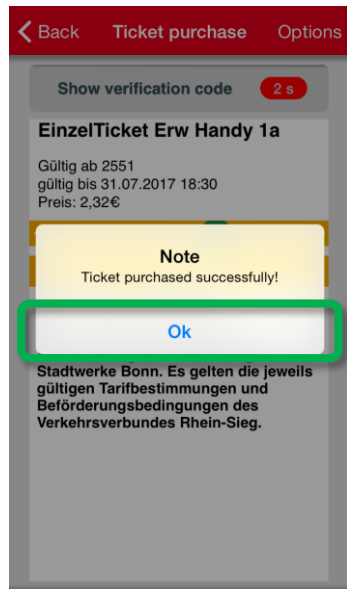 Back Ticket purchase Options
Show verification code 2 s
EinzelTicket Erw Handy 1a
Gültig ab 2551
gültig bis 31.07.2017 18:30
Preis: 2,32€
Note
Ticket purchased successfully!
Ok
Stadtwerke Bonn. Es gelten die jeweils
gültigen Tarifbestimmungen und
Beförderungsbedingungen des
Verkehrsverbundes Rhein-Sieg.